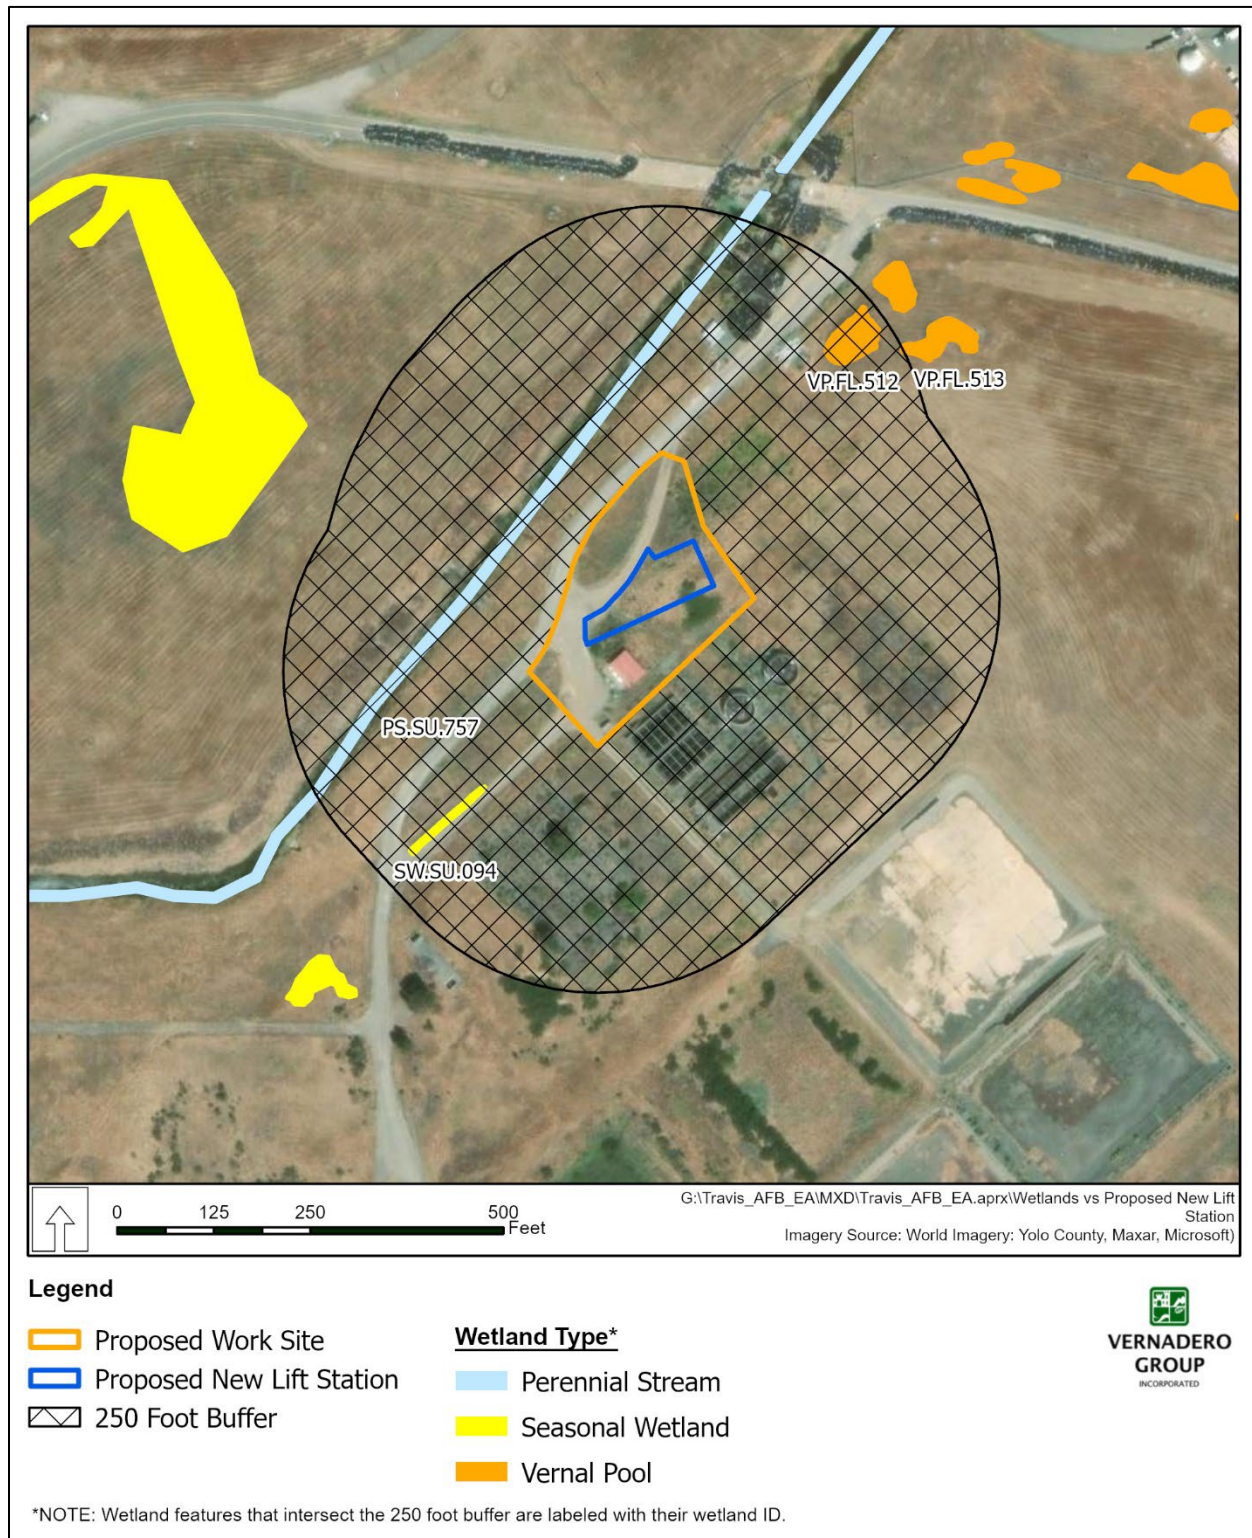 VP.FL.512 VP.FL.513
PS.SU.757
SW.SU.094
0 125 250 500
Feet
G:\Travis_AFB_EA\MXD\Travis_AFB_EA.aprx\Wetlands vs Proposed New Lift
Station
Imagery Source: World Imagery: Yolo County, Maxar, Microsoft)
Legend
Proposed Work Site
Proposed New Lift Station
250 Foot Buffer
Wetland Type*
Perennial Stream
Seasonal Wetland
Vernal Pool
VERNADERO
GROUP
INCORPORATED
*NOTE: Wetland features that intersect the 250 foot buffer are labeled with their wetland ID.